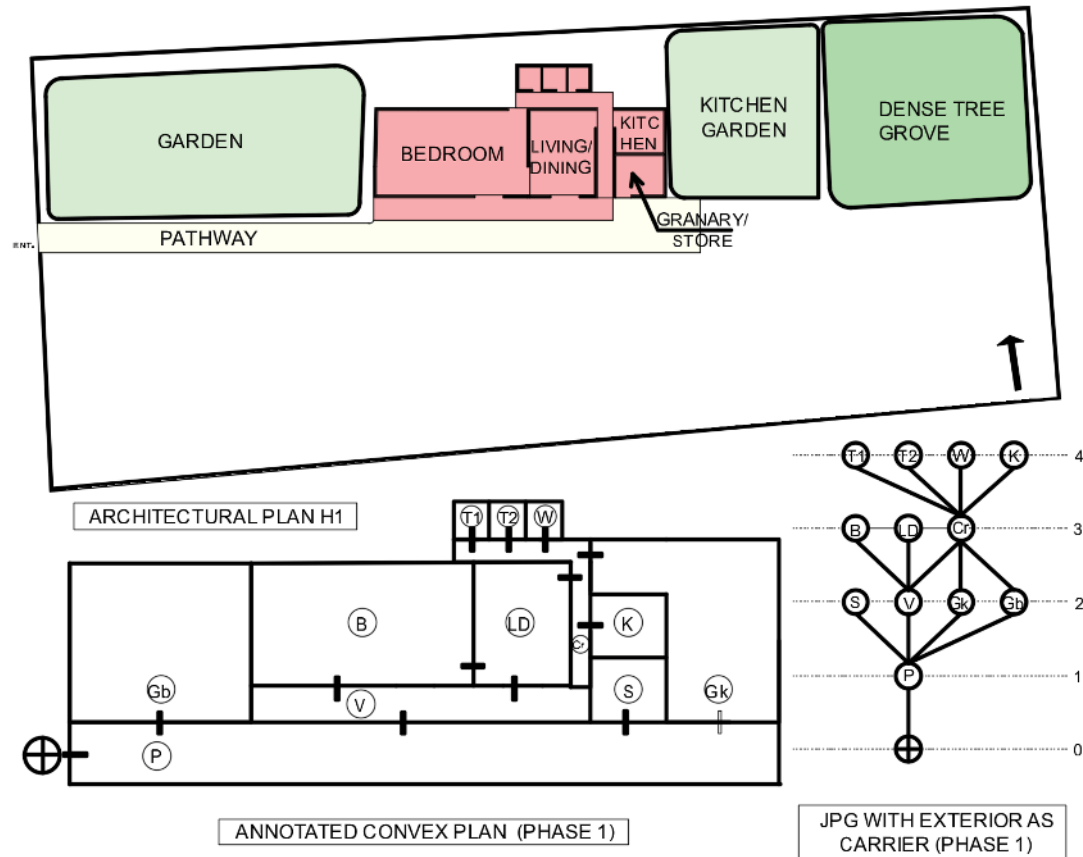 GARDEN
BEDROOM
LIVING/
DINING
KITC
HEN
KITCHEN
GARDEN
DENSE TREE
GROVE
GRANARY/
STORE
PATHWAY
ENT.
ARCHITECTURAL PLAN H1
T1 T2 W
B LD K
Cr
Gb V S Gk
P
ANNOTATED CONVEX PLAN (PHASE 1)
T1 T2 W K 4
B LD Cr 3
S V Gk Gb 2
P 1
0
JPG WITH EXTERIOR AS
CARRIER (PHASE 1)